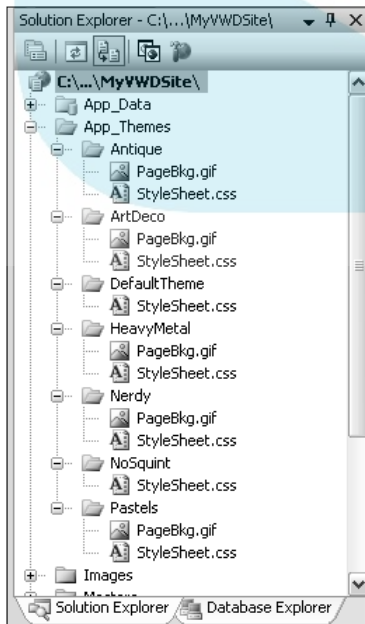 Solution Explorer - C:\...\MyVWDSite\
C:\...\MyVWDSite\
App_Data
App_Themes
Antique
PageBkg.gif
StyleSheet.css
ArtDeco
PageBkg.gif
StyleSheet.css
DefaultTheme
StyleSheet.css
HeavyMetal
PageBkg.gif
StyleSheet.css
Nerdy
PageBkg.gif
StyleSheet.css
NoSquint
StyleSheet.css
Pastels
PageBkg.gif
StyleSheet.css
Images
Solution Explorer Database Explorer